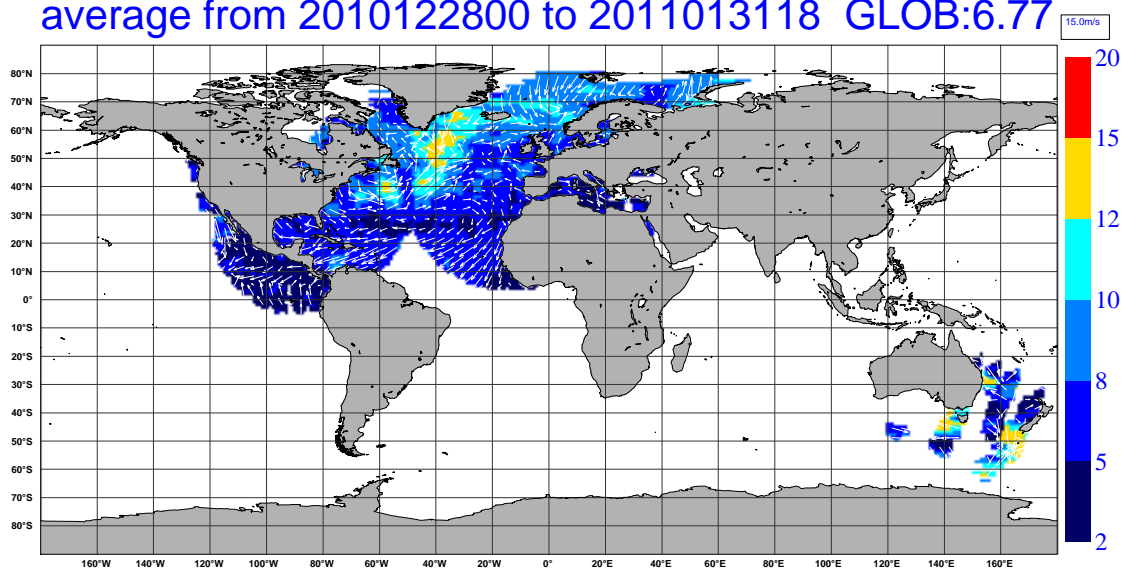 average from 2010122800 to 2011013118 GLOB:6.77
15.0m/s
20
15
12
10
8
5
2
80°N
70°N
60°N
50°N
40°N
30°N
20°N
10°N
0°
10°S
20°S
30°S
40°S
50°S
60°S
70°S
80°S
160°W 140°W 120°W 100°W 80°W 60°W 40°W 20°W 0° 20°E 40°E 60°E 80°E 100°E 120°E 140°E 160°E